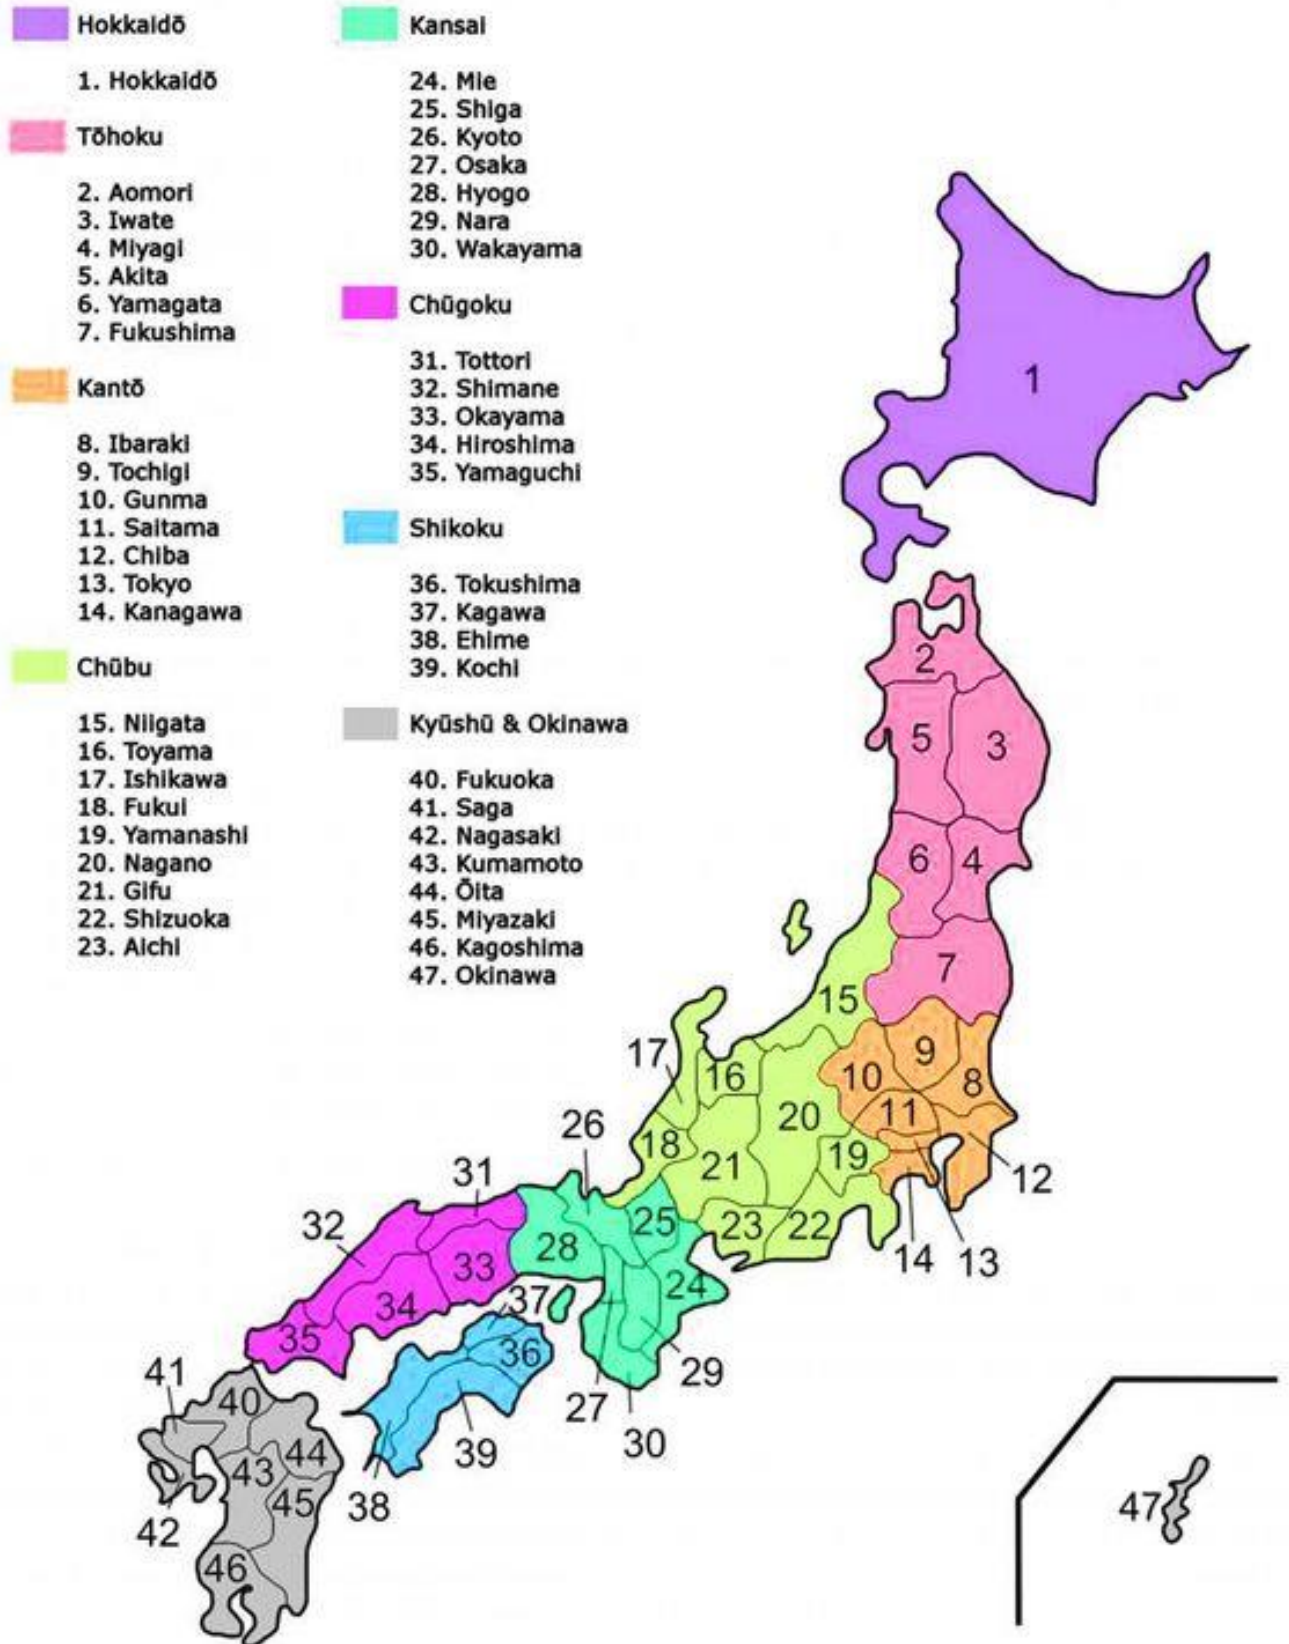 Hokkaidō
1. Hokkaidō
Tōhoku
2. Aomori
3. Iwate
4. Miyagi
5. Akita
6. Yamagata
7. Fukushima
Kantō
8. Ibaraki
9. Tochigi
10. Gunma
11. Saitama
12. Chiba
13. Tokyo
14. Kanagawa
Chūbu
15. Niigata
16. Toyama
17. Ishikawa
18. Fukui
19. Yamanashi
20. Nagano
21. Gifu
22. Shizuoka
23. Aichi
Kansai
24. Mie
25. Shiga
26. Kyoto
27. Osaka
28. Hyogo
29. Nara
30. Wakayama
Chūgoku
31. Tottori
32. Shimane
33. Okayama
34. Hiroshima
35. Yamaguchi
Shikoku
36. Tokushima
37. Kagawa
38. Ehime
39. Kochi
Kyūshū & Okinawa
40. Fukuoka
41. Saga
42. Nagasaki
43. Kumamoto
44. Ōita
45. Miyazaki
46. Kagoshima
47. Okinawa
1
2
5
3
6
4
7
15
17
16
10
9
8
20
11
26
18
21
19
12
31
32
25
23
22
14
13
28
33
24
34
37
35
36
29
41
40
27
30
39
44
43
45
38
42
46
47